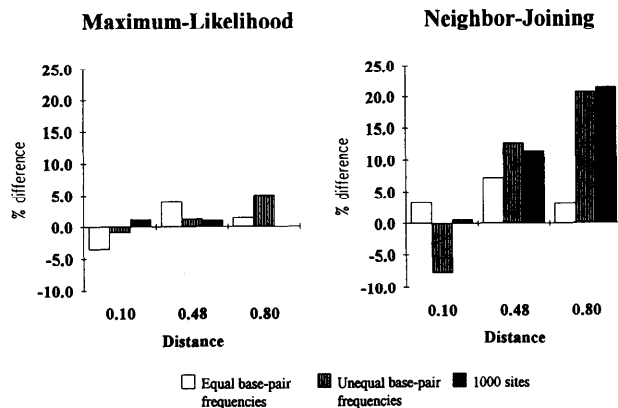 Maximum-Likelihood
25.0
20.0
15.0
10.0
5.0
0.0
-5.0
-10.0
% difference
0.10 0.48 0.80
Distance
Neighbor-Joining
25.0
20.0
15.0
10.0
5.0
0.0
-5.0
-10.0
% difference
0.10 0.48 0.80
Distance
Equal base-pair
frequencies
Unequal base-pair
frequencies
1000 sites